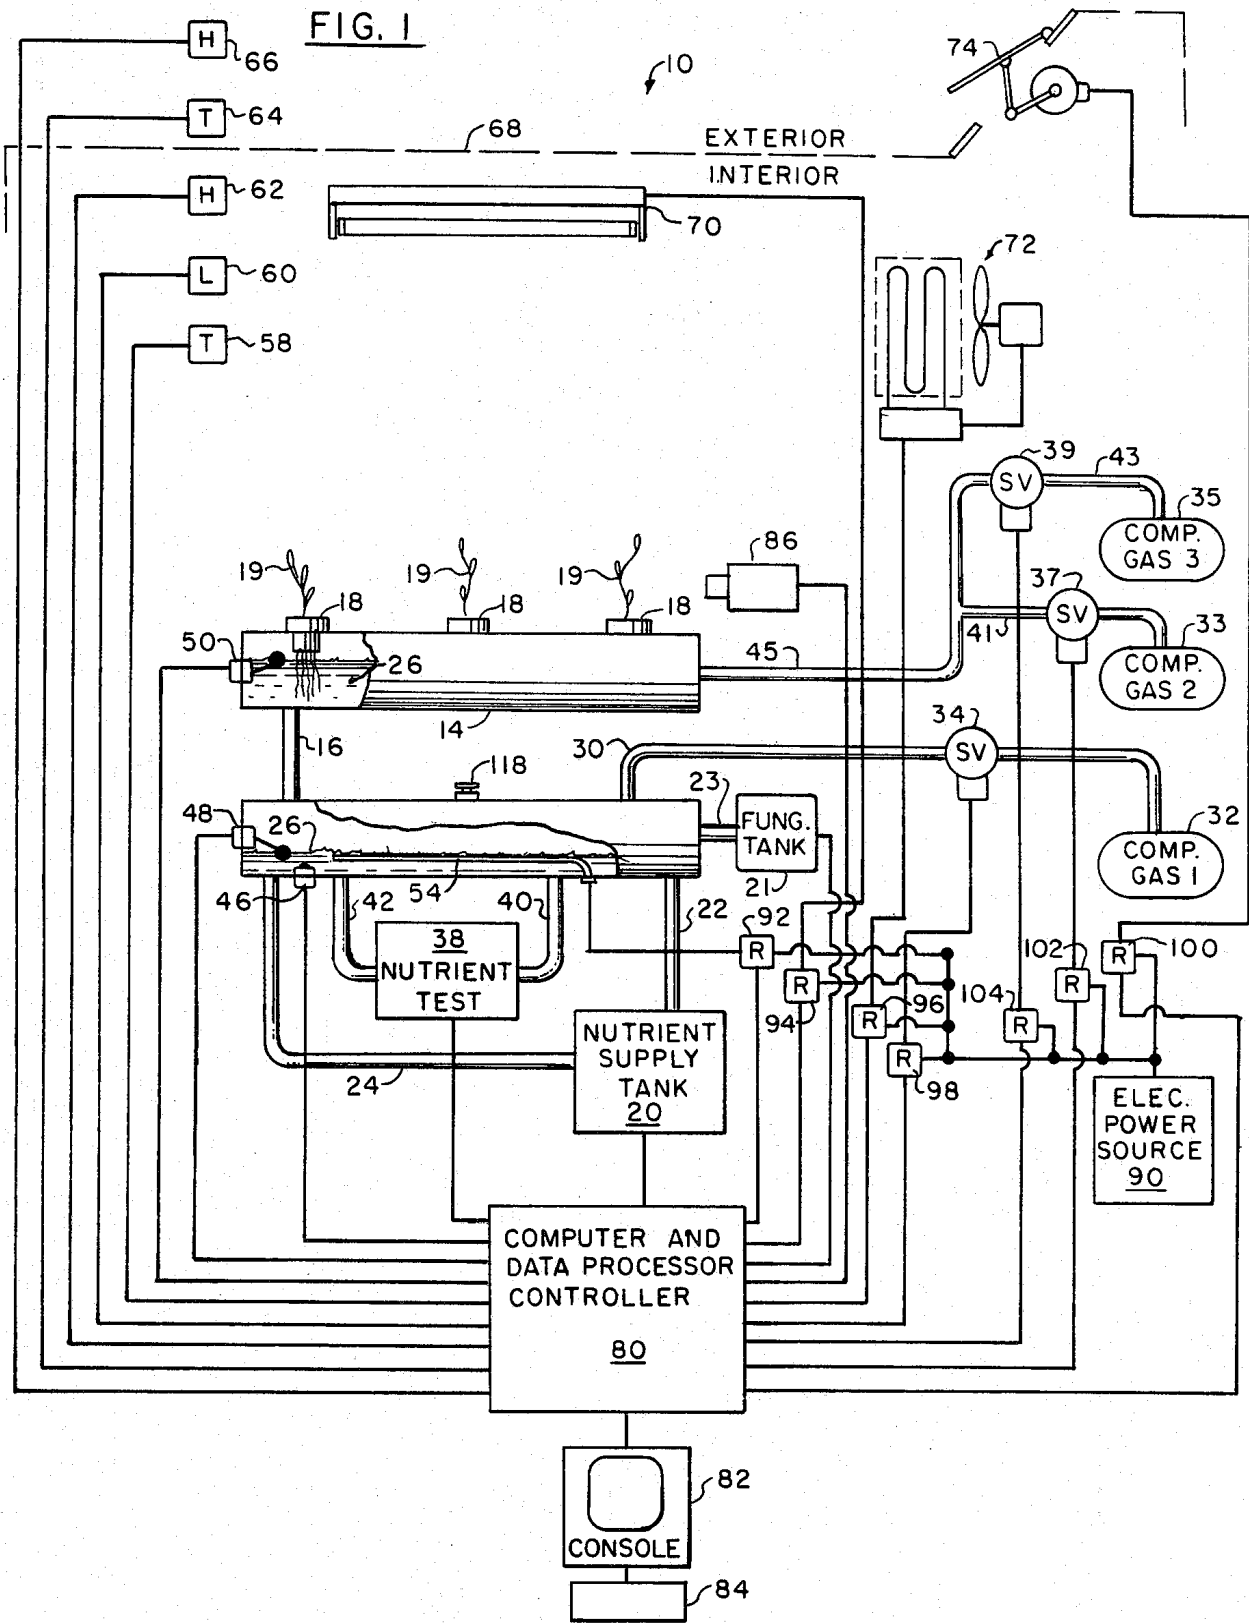 FIG. 1
H
66
10
74
T
64
68
EXTERIOR
INTERIOR
H
62
70
L
60
72
T
58
39
43
SV
35
COMP.
GAS 3
86
19
19
19
18
18
18
37
SV
41
33
COMP.
GAS 2
50
26
45
14
16
34
SV
30
118
23
FUNG.
TANK
21
32
COMP.
GAS 1
48
26
54
46
42
40
22
92
R
38
NUTRIENT
TEST
94
R
96
R
98
R
104
R
102
R
100
R
NUTRIENT
SUPPLY
TANK
20
24
ELEC.
POWER
SOURCE
90
COMPUTER AND
DATA PROCESSOR
CONTROLLER
80
82
CONSOLE
84